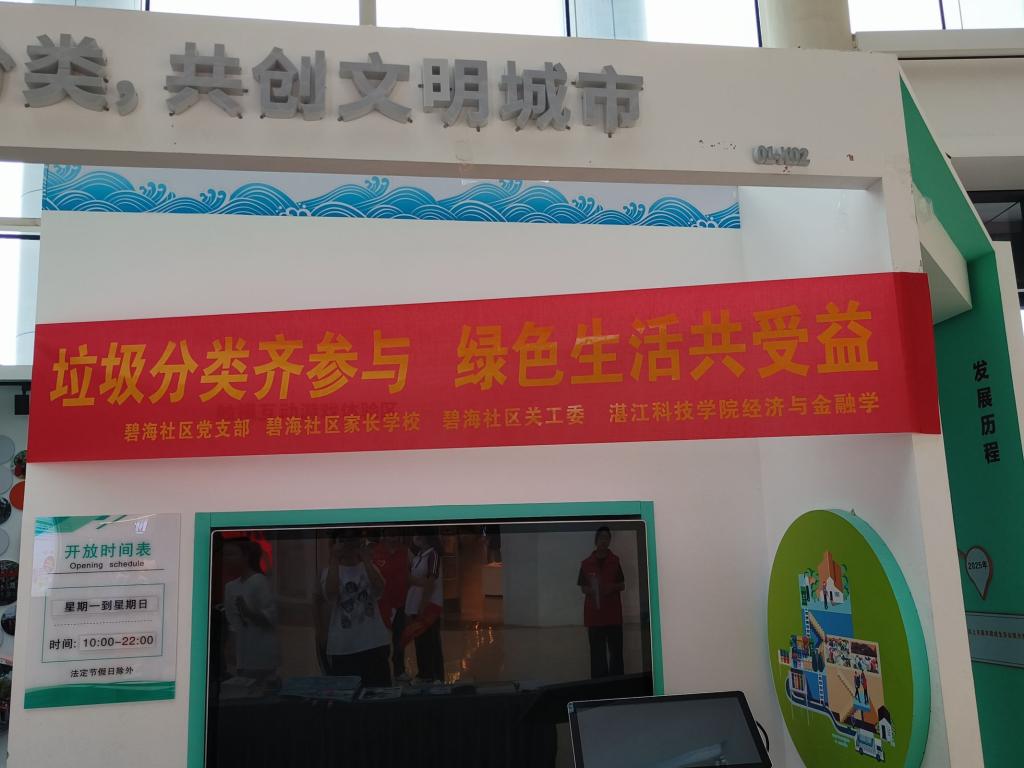 分类，共创文明城市
垃圾分类齐参与 绿色生活共受益
碧海社区党支部 碧海社区家长学校 碧海社区关工委 湛江科技学院经济与金融学
开放时间表
Opening schedule
星期一到星期日
时间: 10:00-22:00
法定节假日除外
发展历程
2025年